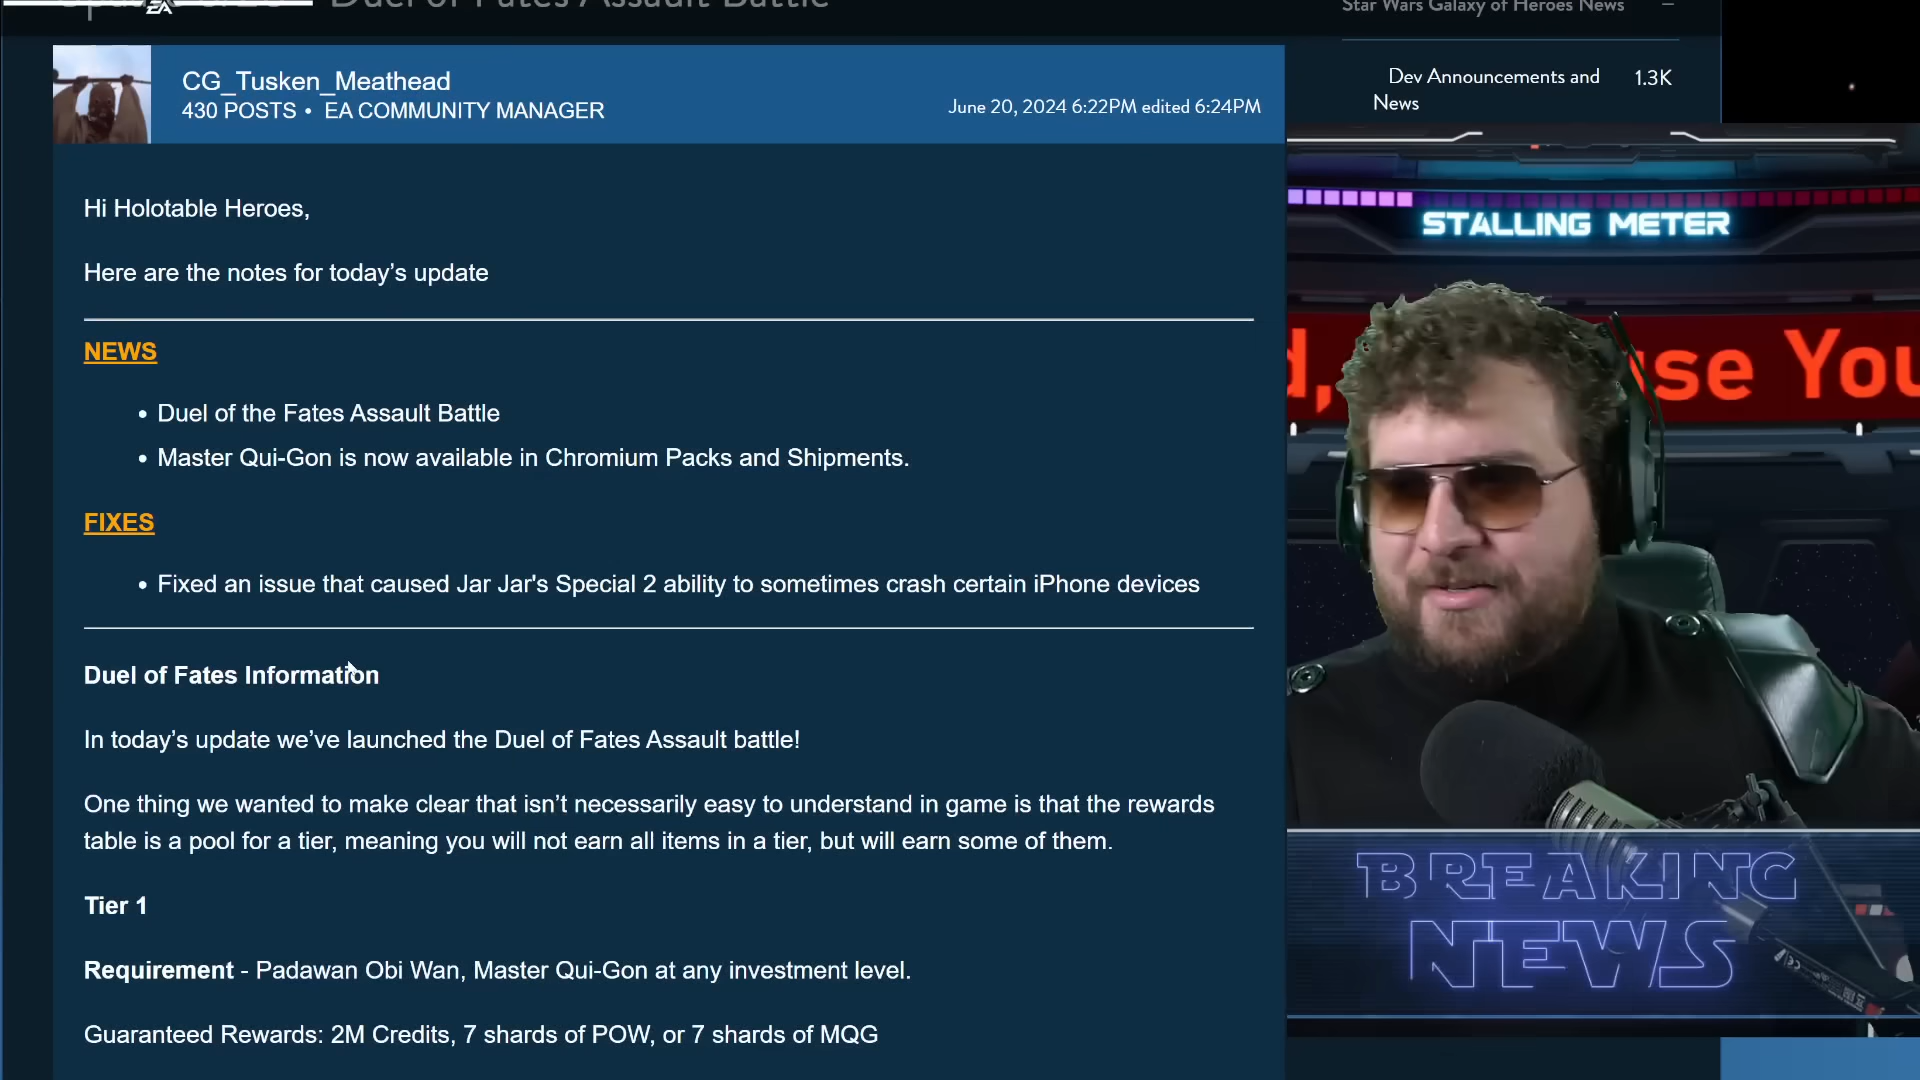 Duel of Fates Assault Battle
EA
Star Wars Galaxy of Heroes News
CG_Tusken_Meathead
430 POSTS • EA COMMUNITY MANAGER
June 20, 2024 6:22PM edited 6:24PM
Dev Announcements and
News
1.3K
Hi Holotable Heroes,
Here are the notes for today’s update
NEWS
• Duel of the Fates Assault Battle
• Master Qui-Gon is now available in Chromium Packs and Shipments.
FIXES
• Fixed an issue that caused Jar Jar's Special 2 ability to sometimes crash certain iPhone devices
Duel of Fates Information
In today’s update we’ve launched the Duel of Fates Assault battle!
One thing we wanted to make clear that isn’t necessarily easy to understand in game is that the rewards
table is a pool for a tier, meaning you will not earn all items in a tier, but will earn some of them.
Tier 1
Requirement - Padawan Obi Wan, Master Qui-Gon at any investment level.
Guaranteed Rewards: 2M Credits, 7 shards of POW, or 7 shards of MQG
STALLING METER
BREAKING
NEWS